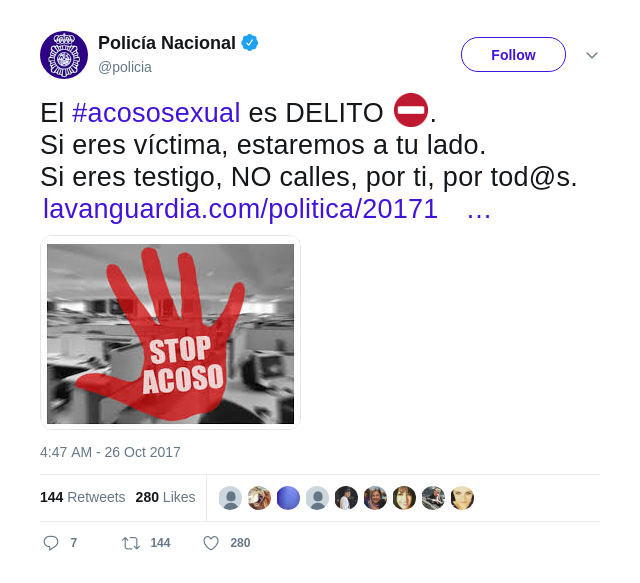 Policía Nacional
@policia
Follow
El #acososexual es DELITO ⛔.
Si eres víctima, estaremos a tu lado.
Si eres testigo, NO calles, por ti, por tod@s.
lavanguardia.com/politica/20171 …
STOP
ACOSO
4:47 AM - 26 Oct 2017
144 Retweets 280 Likes
7 144 280